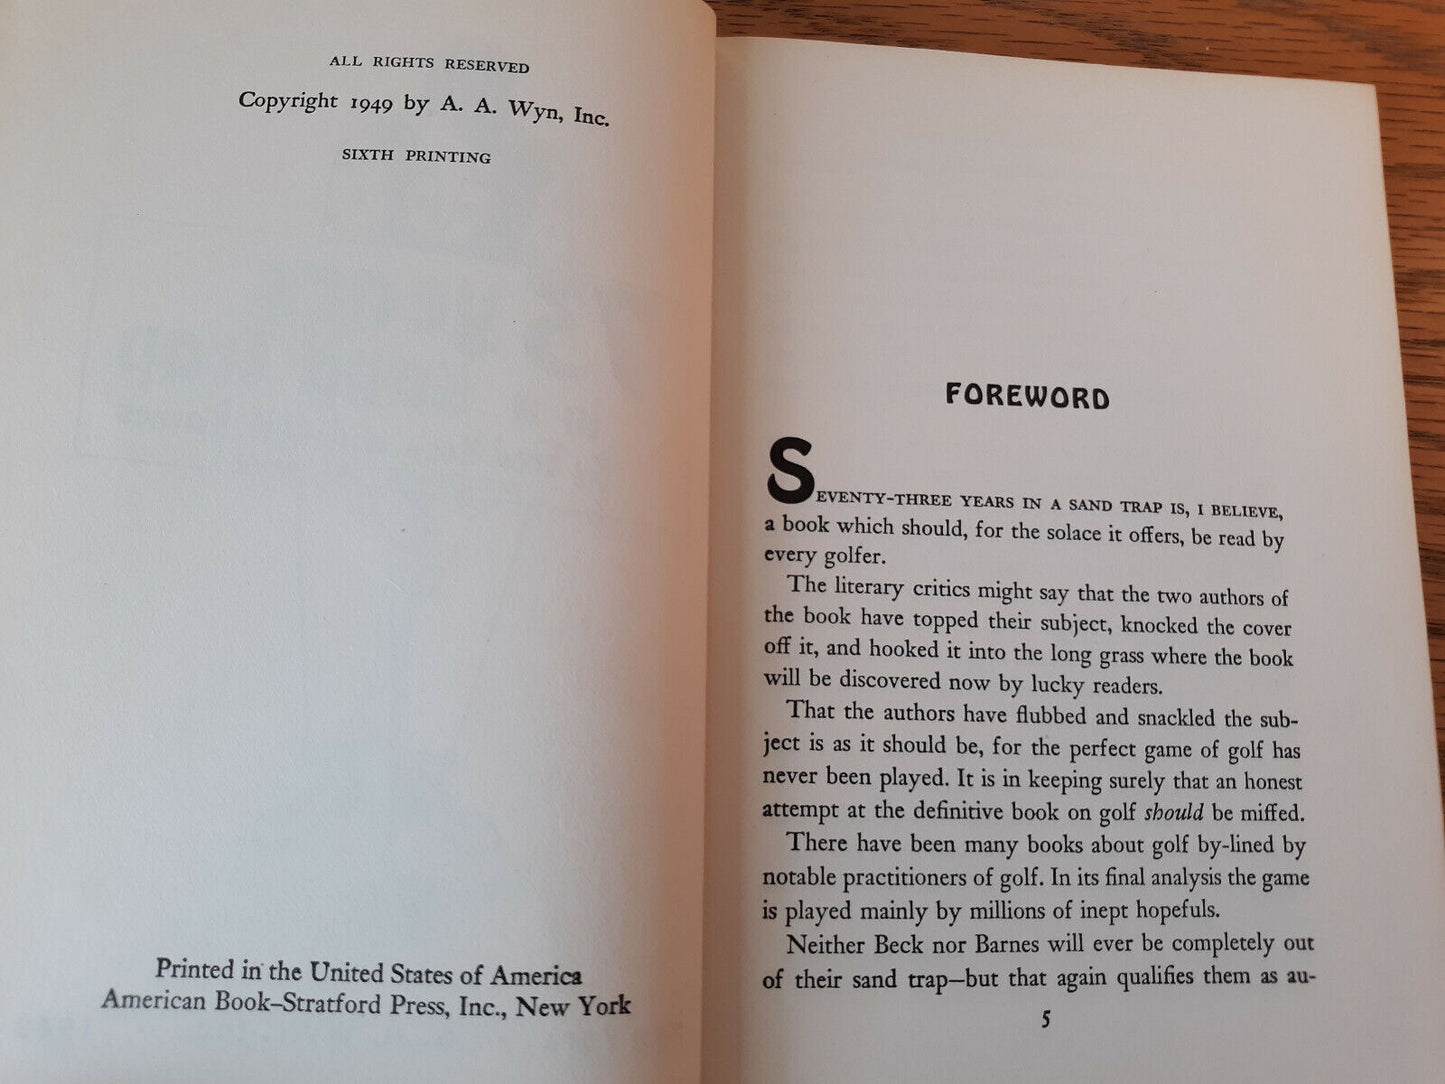 ALL RIGHTS RESERVED
Copyright 1949 by A. A. Wyn, Inc.
SIXTH PRINTING
Printed in the United States of America
American Book–Stratford Press, Inc., New York
FOREWORD
SEVENTY-THREE YEARS IN A SAND TRAP IS, I BELIEVE,
a book which should, for the solace it offers, be read by
every golfer.
The literary critics might say that the two authors of
the book have topped their subject, knocked the cover
off it, and hooked it into the long grass where the book
will be discovered now by lucky readers.
That the authors have flubbed and snackled the sub-
ject is as it should be, for the perfect game of golf has
never been played. It is in keeping surely that an honest
attempt at the definitive book on golf should be miffed.
There have been many books about golf by-lined by
notable practitioners of golf. In its final analysis the game
is played mainly by millions of inept hopefuls.
Neither Beck nor Barnes will ever be completely out
of their sand trap—but that again qualifies them as au-
5